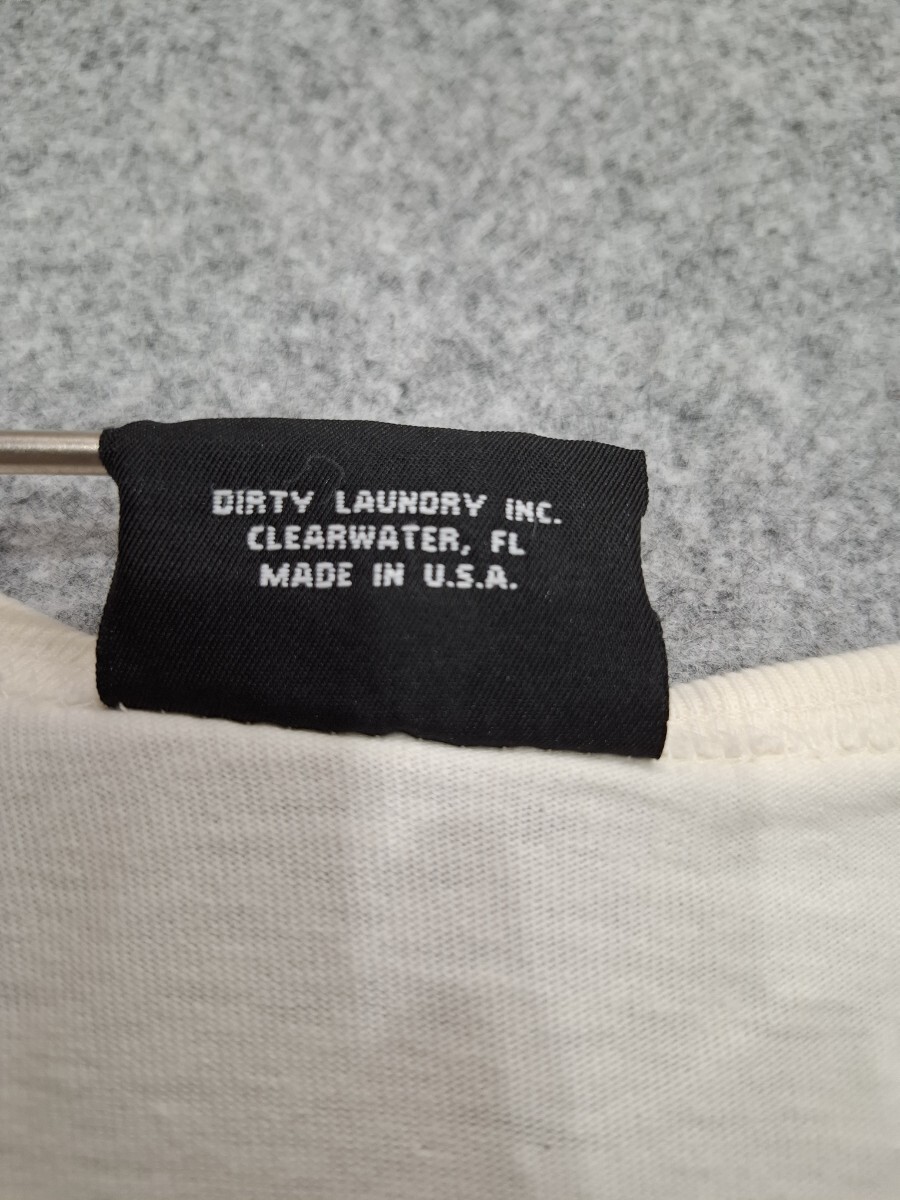 DIRTY LAUNDRY INC.
CLEARWATER, FL
MADE IN U.S.A.